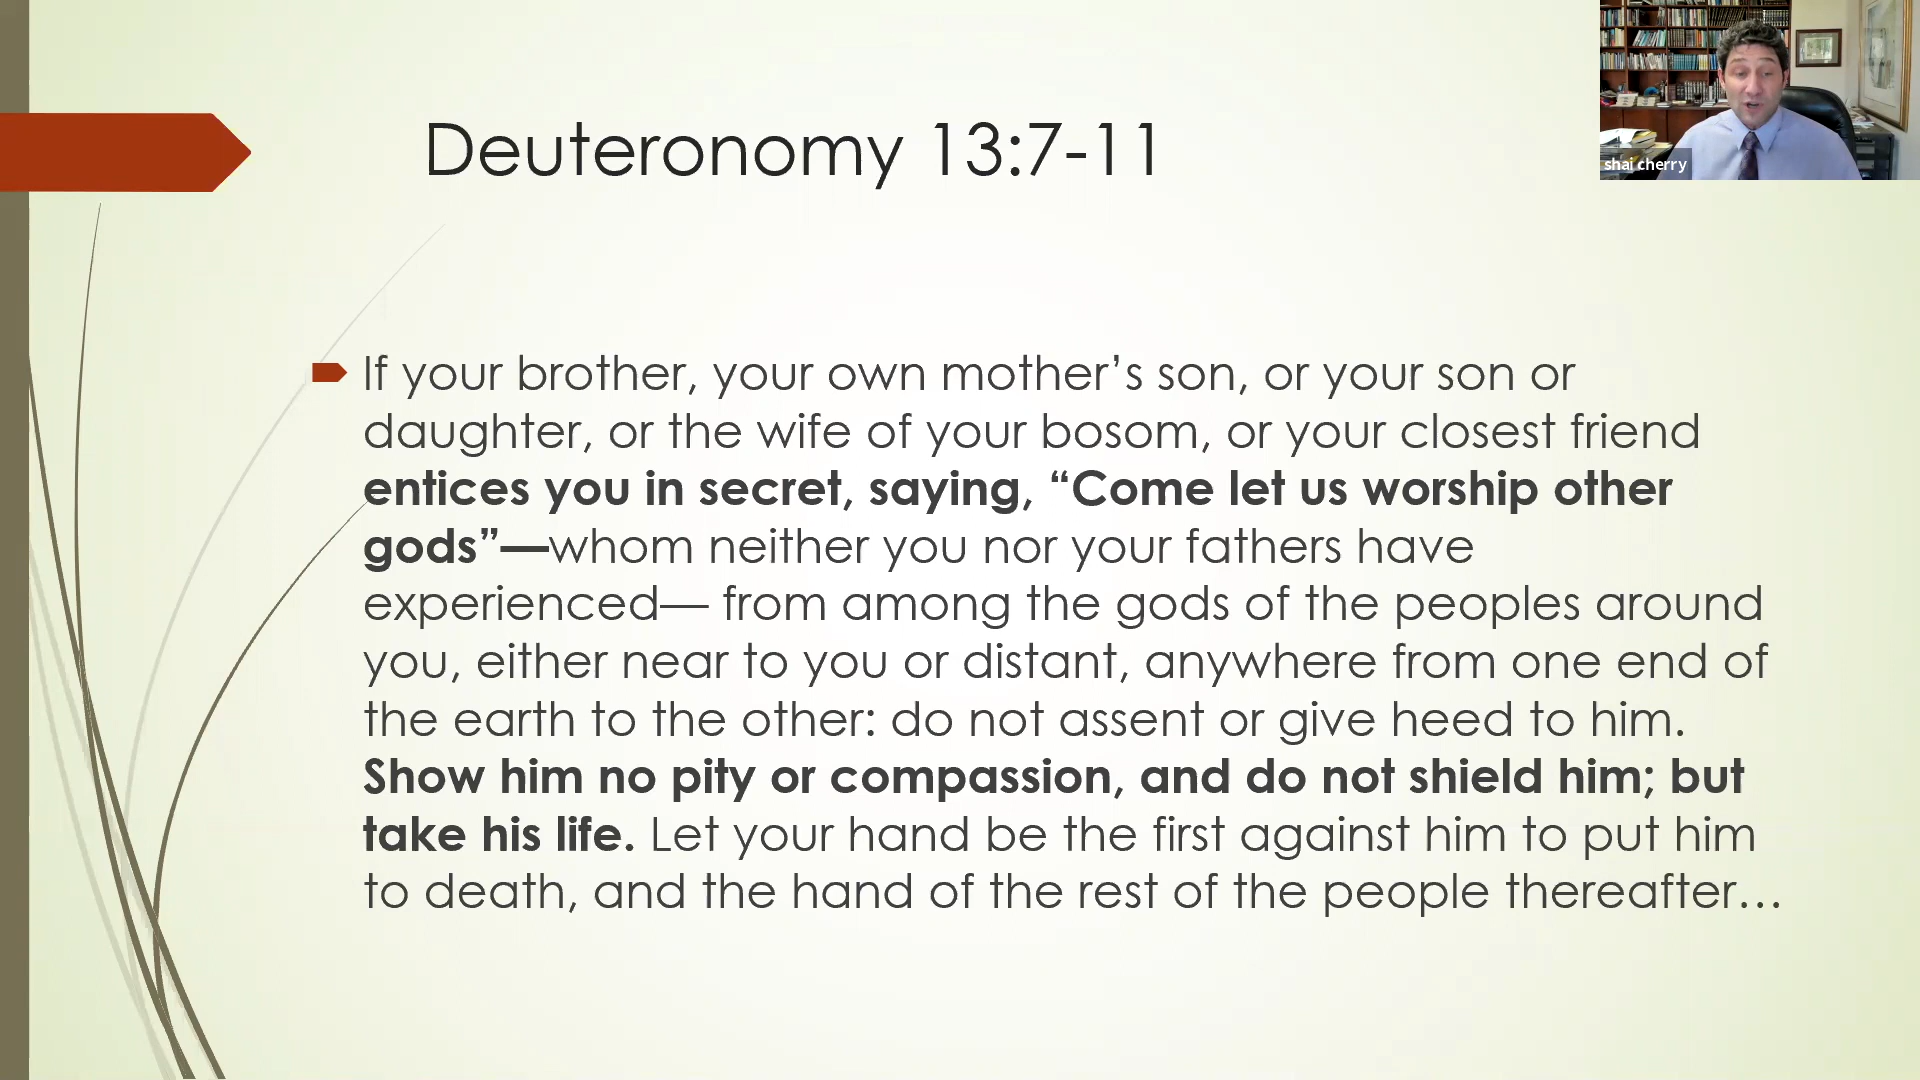 Deuteronomy 13:7-11
shai cherry
If your brother, your own mother’s son, or your son or
daughter, or the wife of your bosom, or your closest friend
entices you in secret, saying, “Come let us worship other
gods”—whom neither you nor your fathers have
experienced— from among the gods of the peoples around
you, either near to you or distant, anywhere from one end of
the earth to the other: do not assent or give heed to him.
Show him no pity or compassion, and do not shield him; but
take his life. Let your hand be the first against him to put him
to death, and the hand of the rest of the people thereafter…